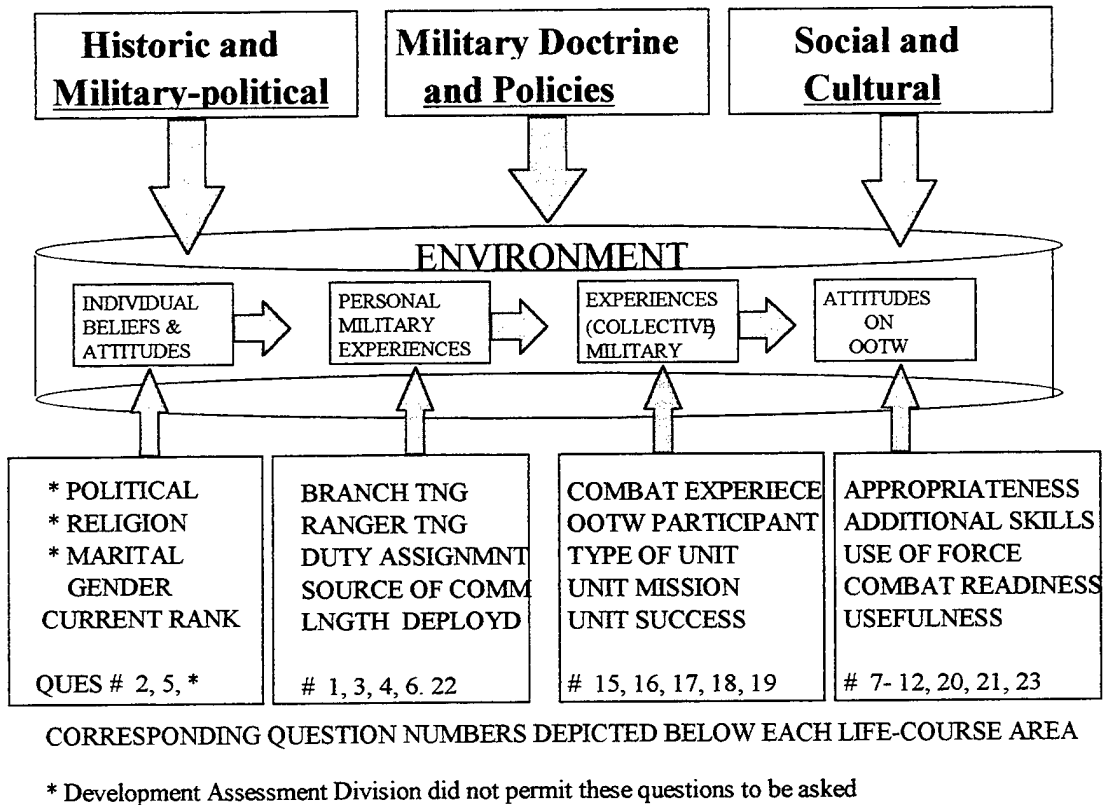 Historic and
Military-political
Military Doctrine
and Policies
Social and
Cultural
ENVIRONMENT
INDIVIDUAL
BELIEFS &
ATTITUDES
PERSONAL
MILITARY
EXPERIENCES
EXPERIENCES
(COLLECTIVE)
MILITARY
ATTITUDES
ON
OOTW
* POLITICAL
* RELIGION
* MARITAL
GENDER
CURRENT RANK
QUES # 2, 5, *
BRANCH TNG
RANGER TNG
DUTY ASSIGNMNT
SOURCE OF COMM
LNGTH DEPLOYD
# 1, 3, 4, 6. 22
COMBAT EXPERIECE
OOTW PARTICIPANT
TYPE OF UNIT
UNIT MISSION
UNIT SUCCESS
# 15, 16, 17, 18, 19
APPROPRIATENESS
ADDITIONAL SKILLS
USE OF FORCE
COMBAT READINESS
USEFULNESS
# 7- 12, 20, 21, 23
CORRESPONDING QUESTION NUMBERS DEPICTED BELOW EACH LIFE-COURSE AREA
* Development Assessment Division did not permit these questions to be asked